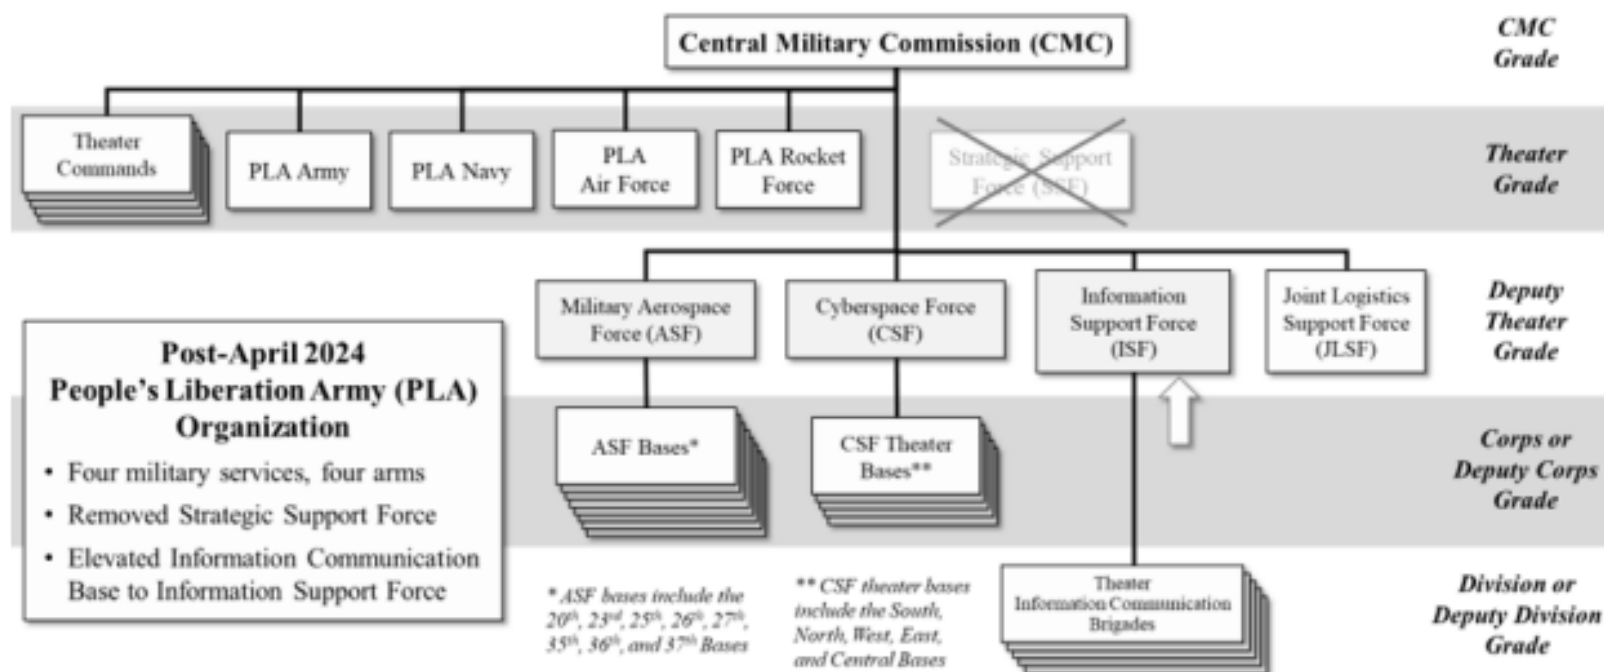 Central Military Commission (CMC)
CMC
Grade
Theater
Commands
PLA Army
PLA Navy
PLA
Air Force
PLA Rocket
Force
Strategic Support
Force (SSF)
Theater
Grade
Military Aerospace
Force (ASF)
Cyberspace Force
(CSF)
Information
Support Force
(ISF)
Joint Logistics
Support Force
(JLSF)
Deputy
Theater
Grade
Post-April 2024
People's Liberation Army (PLA)
Organization
• Four military services, four arms
• Removed Strategic Support Force
• Elevated Information Communication
Base to Information Support Force
ASF Bases*
CSF Theater
Bases**
Corps or
Deputy Corps
Grade
* ASF bases include the
20th, 23rd, 25th, 26th, 27th,
35th, 36th, and 37th Bases
** CSF theater bases
include the South,
North, West, East,
and Central Bases
Theater
Information Communication
Brigades
Division or
Deputy Division
Grade